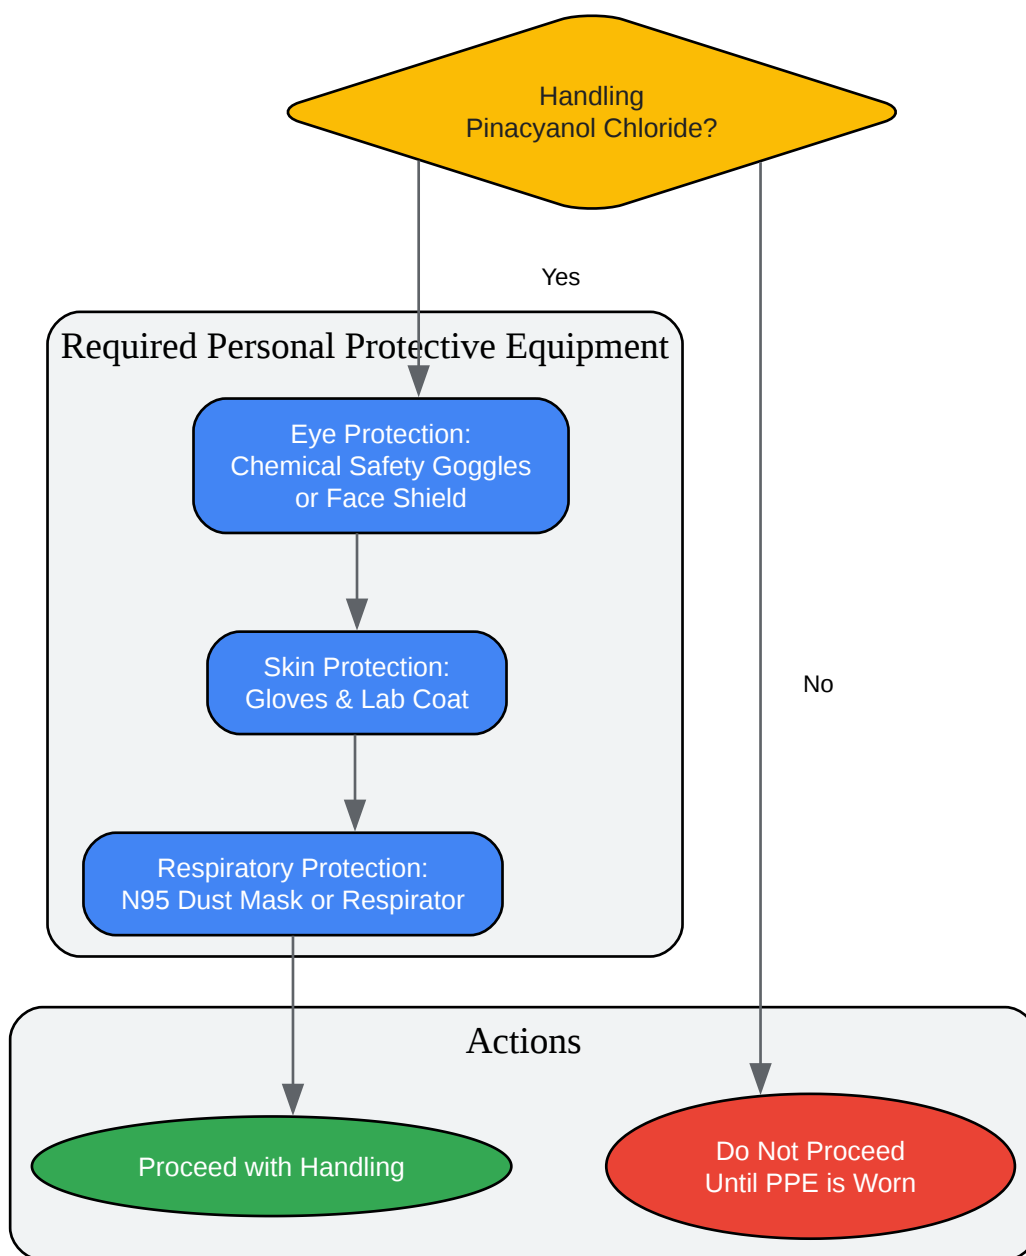 Handling
Pinacyanol Chloride?
Yes
Required Personal Protective Equipment
Eye Protection:
Chemical Safety Goggles
or Face Shield
Skin Protection:
Gloves & Lab Coat
No
Respiratory Protection:
N95 Dust Mask or Respirator
Actions
Proceed with Handling
Do Not Proceed
Until PPE is Worn